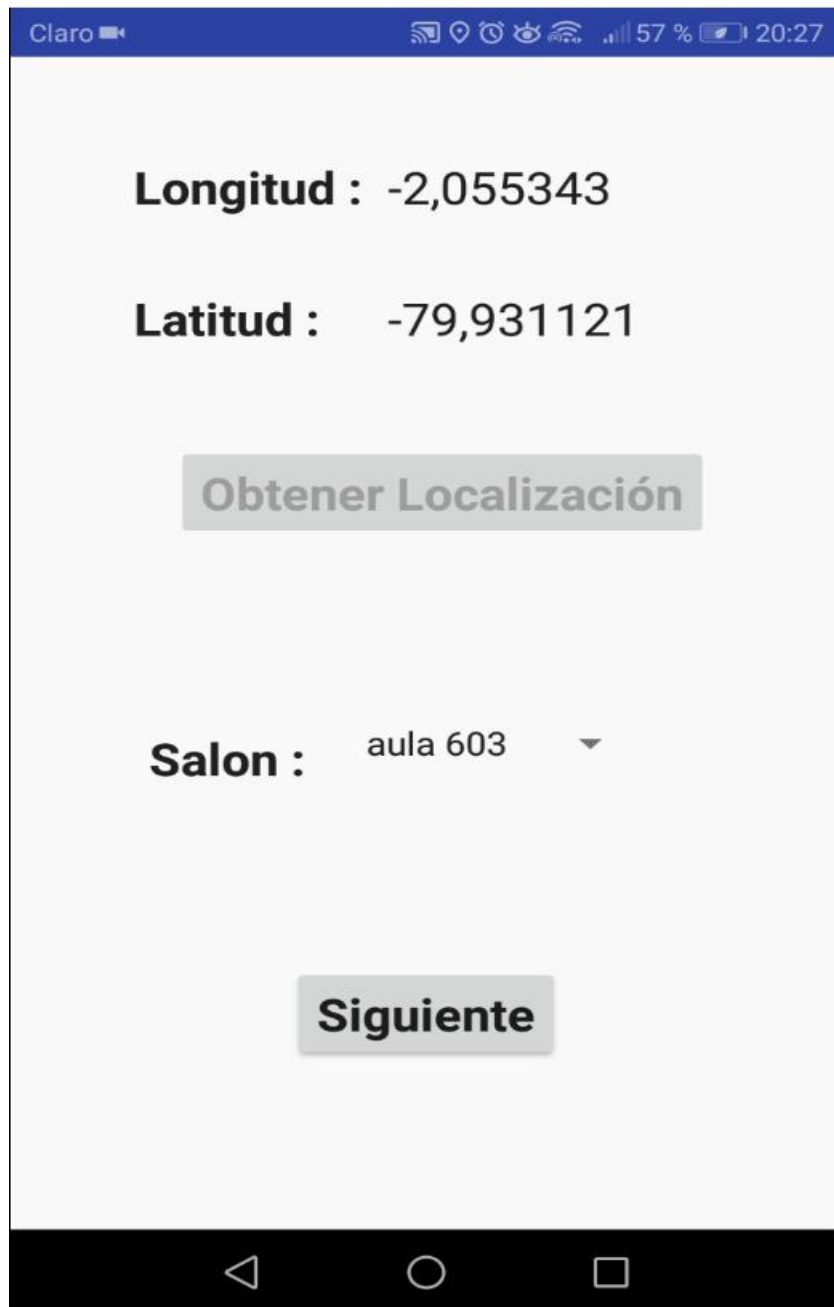 Claro 57 % 20:27
Longitud : -2,055343
Latitud : -79,931121
Obtener Localización
Salon : aula 603
Siguiente